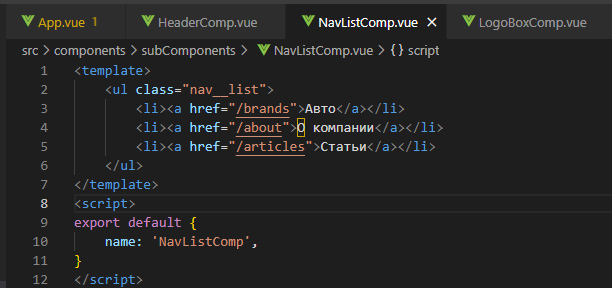 App.vue 1 HeaderComp.vue NavListComp.vue × LogoBoxComp.vue
src > components > subComponents > NavListComp.vue > {} script
1 <template>
2 <ul class="nav__list">
3 <li><a href="/brands">Авто</a></li>
4 <li><a href="/about">О компании</a></li>
5 <li><a href="/articles">Статьи</a></li>
6 </ul>
7 </template>
8 <script>
9 export default {
10 name: 'NavListComp',
11 }
12 </script>